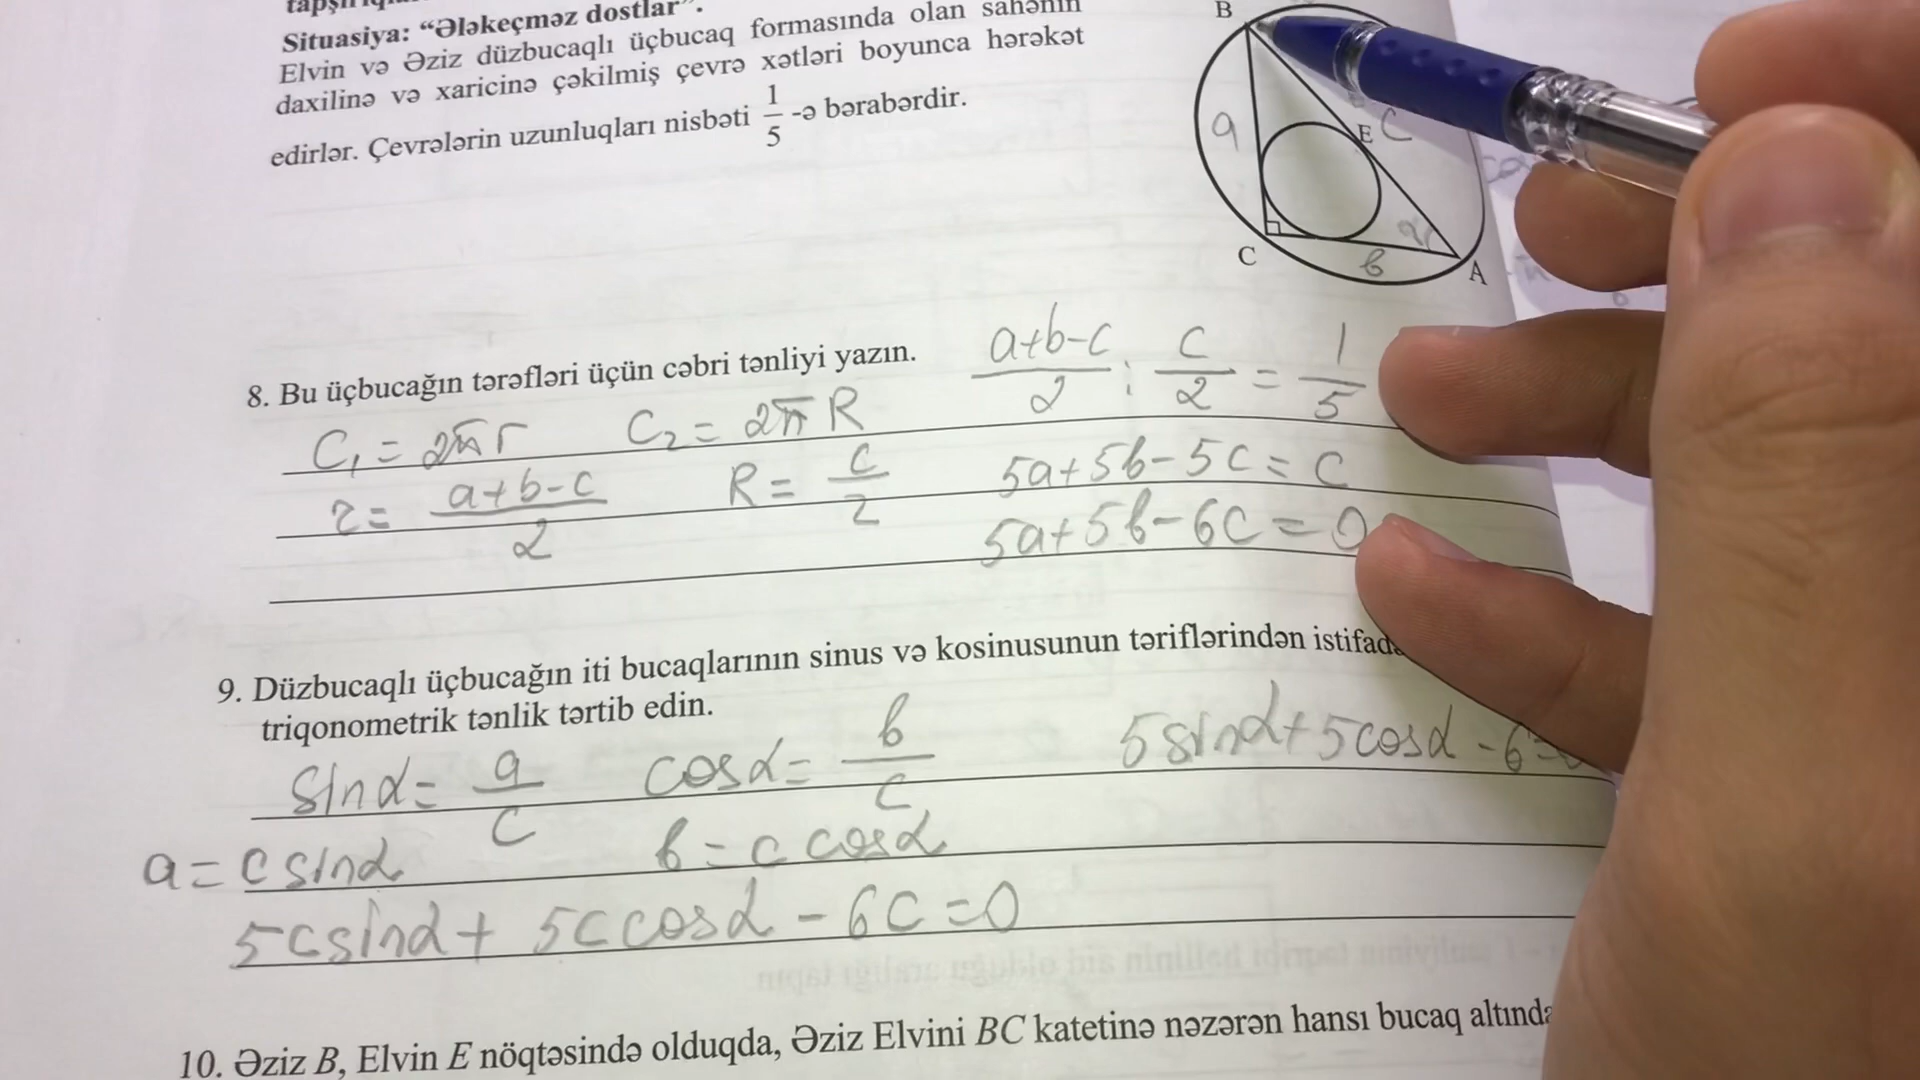 Situasiya: “Ələkeçməz dostlar”.
Elvin və Əziz düzbucaqlı üçbucaq formasında olan sahənin
daxilinə və xaricinə çəkilmiş çevrə xətləri boyunca hərəkət
edirlər. Çevrələrin uzunluqları nisbəti 1/5 -ə bərabərdir.
B
a
E
C
C
b
α
A
8. Bu üçbucağın tərəfləri üçün cəbri tənliyi yazın.
(a+b-c)/2 : c/2 = 1/5
C₁ = 2πr C₂ = 2πR
5a+5b-5c=c
r = (a+b-c)/2 R = c/2
5a+5b-6c=0
9. Düzbucaqlı üçbucağın iti bucaqlarının sinus və kosinusunun təriflərindən
triqonometrik tənlik tərtib edin.
sinα = a/c cosα = b/c 5sinα+5cosα-6
a = c sinα b = c cosα
5c sinα + 5c cosα - 6c = 0
10. Əziz B, Elvin E nöqtəsində olduqda, Əziz Elvini BC katetinə nəzərən hansı bucaq